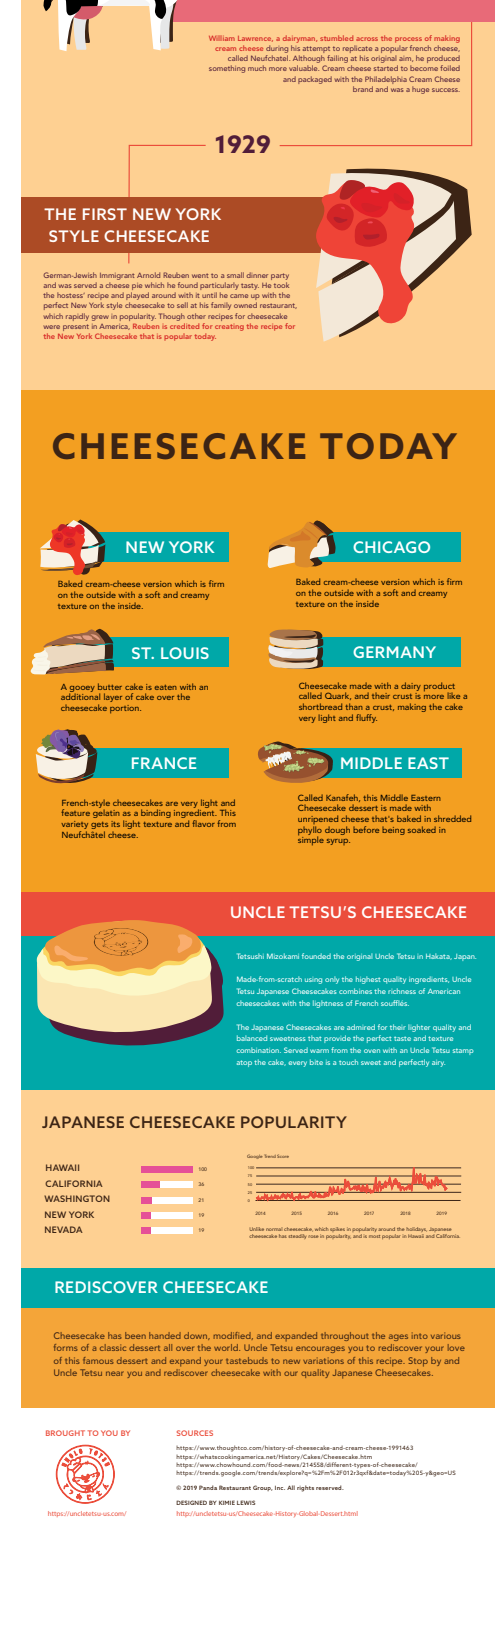 William Lawrence, a dairyman, stumbled across the process of making
cream cheese during his attempt to replicate a popular french cheese,
called Neufchatel. Although failing at his original aim, he produced
something much more valuable. Cream cheese started to become foiled
and packaged with the Philadelphia Cream Cheese
brand and was a huge success.
1929
THE FIRST NEW YORK
STYLE CHEESECAKE
German-Jewish Immigrant Arnold Reuben went to a small dinner party
and was served a cheese pie which he found particularly tasty. He took
the hostess' recipe and played around with it until he came up with the
perfect New York style cheesecake to sell at his family owned restaurant,
which rapidly grew in popularity. Though other recipes for cheesecake
were present in America, Reuben is credited for creating the recipe for
the New York Cheesecake that is popular today.
CHEESECAKE TODAY
NEW YORK
Baked cream-cheese version which is firm
on the outside with a soft and creamy
texture on the inside.
CHICAGO
Baked cream-cheese version which is firm
on the outside with a soft and creamy
texture on the inside
ST. LOUIS
A gooey butter cake is eaten with an
additional layer of cake over the
cheesecake portion.
GERMANY
Cheesecake made with a dairy product
called Quark, and their crust is more like a
shortbread than a crust, making the cake
very light and fluffy.
FRANCE
French-style cheesecakes are very light and
feature gelatin as a binding ingredient. This
variety gets its light texture and flavor from
Neufchâtel cheese.
MIDDLE EAST
Called Kanafeh, this Middle Eastern
Cheesecake dessert is made with
unripened cheese that's baked in shredded
phyllo dough before being soaked in
simple syrup.
UNCLE TETSU'S CHEESECAKE
Tetsushi Mizokami founded the original Uncle Tetsu in Hakata, Japan.
Made-from-scratch using only the highest quality ingredients, Uncle
Tetsu Japanese Cheesecakes combines the richness of American
cheesecakes with the lightness of French soufflés.
The Japanese Cheesecakes are admired for their lighter quality and
balanced sweetness that provide the perfect taste and texture
combination. Served warm from the oven with an Uncle Tetsu stamp
atop the cake, every bite is a touch sweet and perfectly airy.
JAPANESE CHEESECAKE POPULARITY
HAWAII 100
CALIFORNIA 36
WASHINGTON 21
NEW YORK 19
NEVADA 19
Google Trend Score
100
75
50
25
0
2014 2015 2016 2017 2018 2019
Unlike normal cheesecake, which spikes in popularity around the holidays, Japanese
cheesecake has steadily rose in popularity, and is most popular in Hawaii and California.
REDISCOVER CHEESECAKE
Cheesecake has been handed down, modified, and expanded throughout the ages into various
forms of a classic dessert all over the world. Uncle Tetsu encourages you to rediscover your love
of this famous dessert and expand your tastebuds to new variations of this recipe. Stop by and
Uncle Tetsu near you and rediscover cheesecake with our quality Japanese Cheesecakes.
BROUGHT TO YOU BY
UNCLE TETSU
https://uncletetsu-us.com/
SOURCES
https://www.thoughtco.com/history-of-cheesecake-and-cream-cheese-1991463
https://whatscookingamerica.net/History/Cakes/Cheesecake.htm
https://www.chowhound.com/food-news/214558/different-types-of-cheesecake/
https://trends.google.com/trends/explore?q=%2Fm%2F012r3qxf&date=today%205-y&geo=US
© 2019 Panda Restaurant Group, Inc. All rights reserved.
DESIGNED BY KIMIE LEWIS
http://uncletetsu-us/Cheesecake-History-Global-Dessert.html